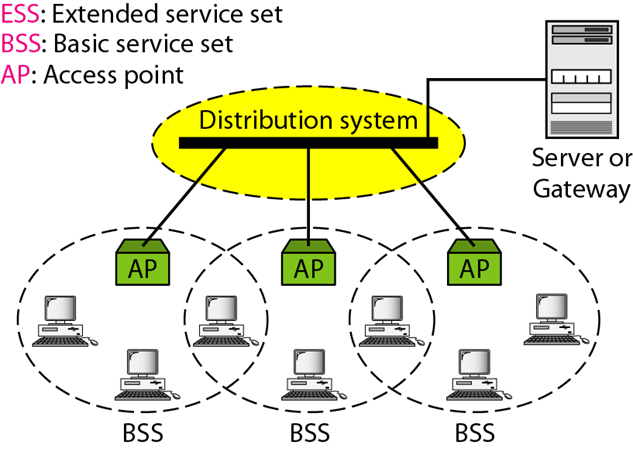 ESS: Extended service set
BSS: Basic service set
AP: Access point
Distribution system
Server or
Gateway
AP
AP
AP
BSS
BSS
BSS